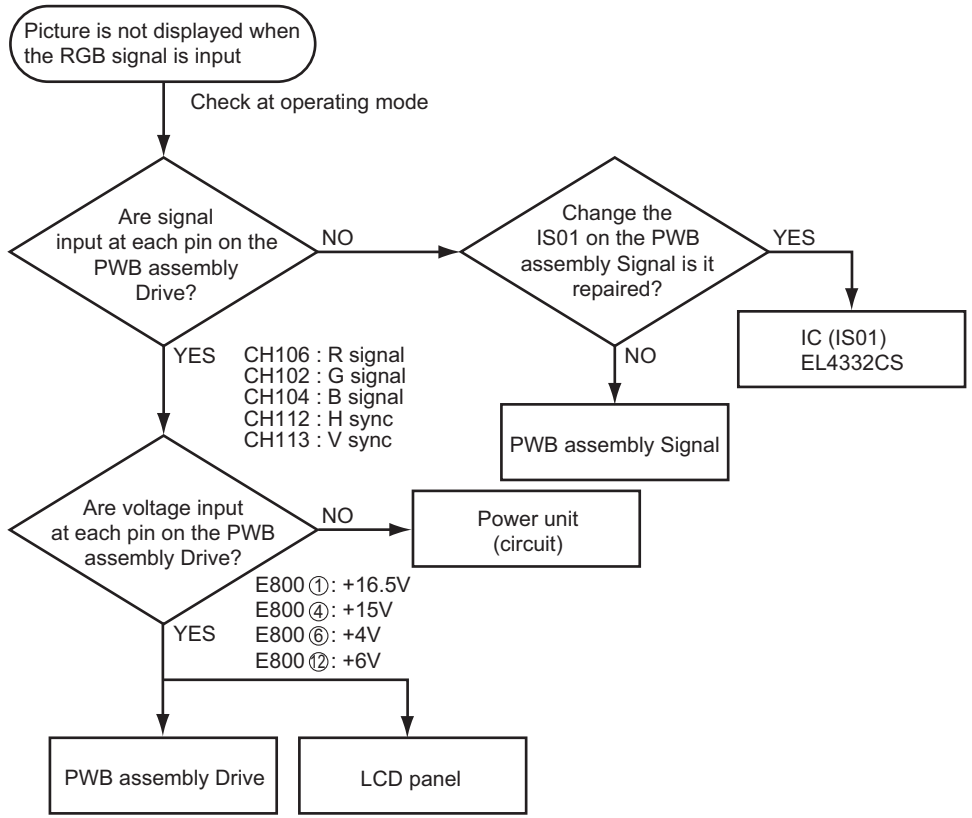 Picture is not displayed when
the RGB signal is input
Check at operating mode
Are signal
input at each pin on the
PWB assembly
Drive?
NO
Change the
IS01 on the PWB
assembly Signal is it
repaired?
YES
IC (IS01)
EL4332CS
NO
PWB assembly Signal
YES
CH106 : R signal
CH102 : G signal
CH104 : B signal
CH112 : H sync
CH113 : V sync
Are voltage input
at each pin on the PWB
assembly Drive?
NO
Power unit
(circuit)
E800 ①: +16.5V
E800 ④: +15V
E800 ⑥: +4V
E800 ⑫: +6V
YES
PWB assembly Drive
LCD panel